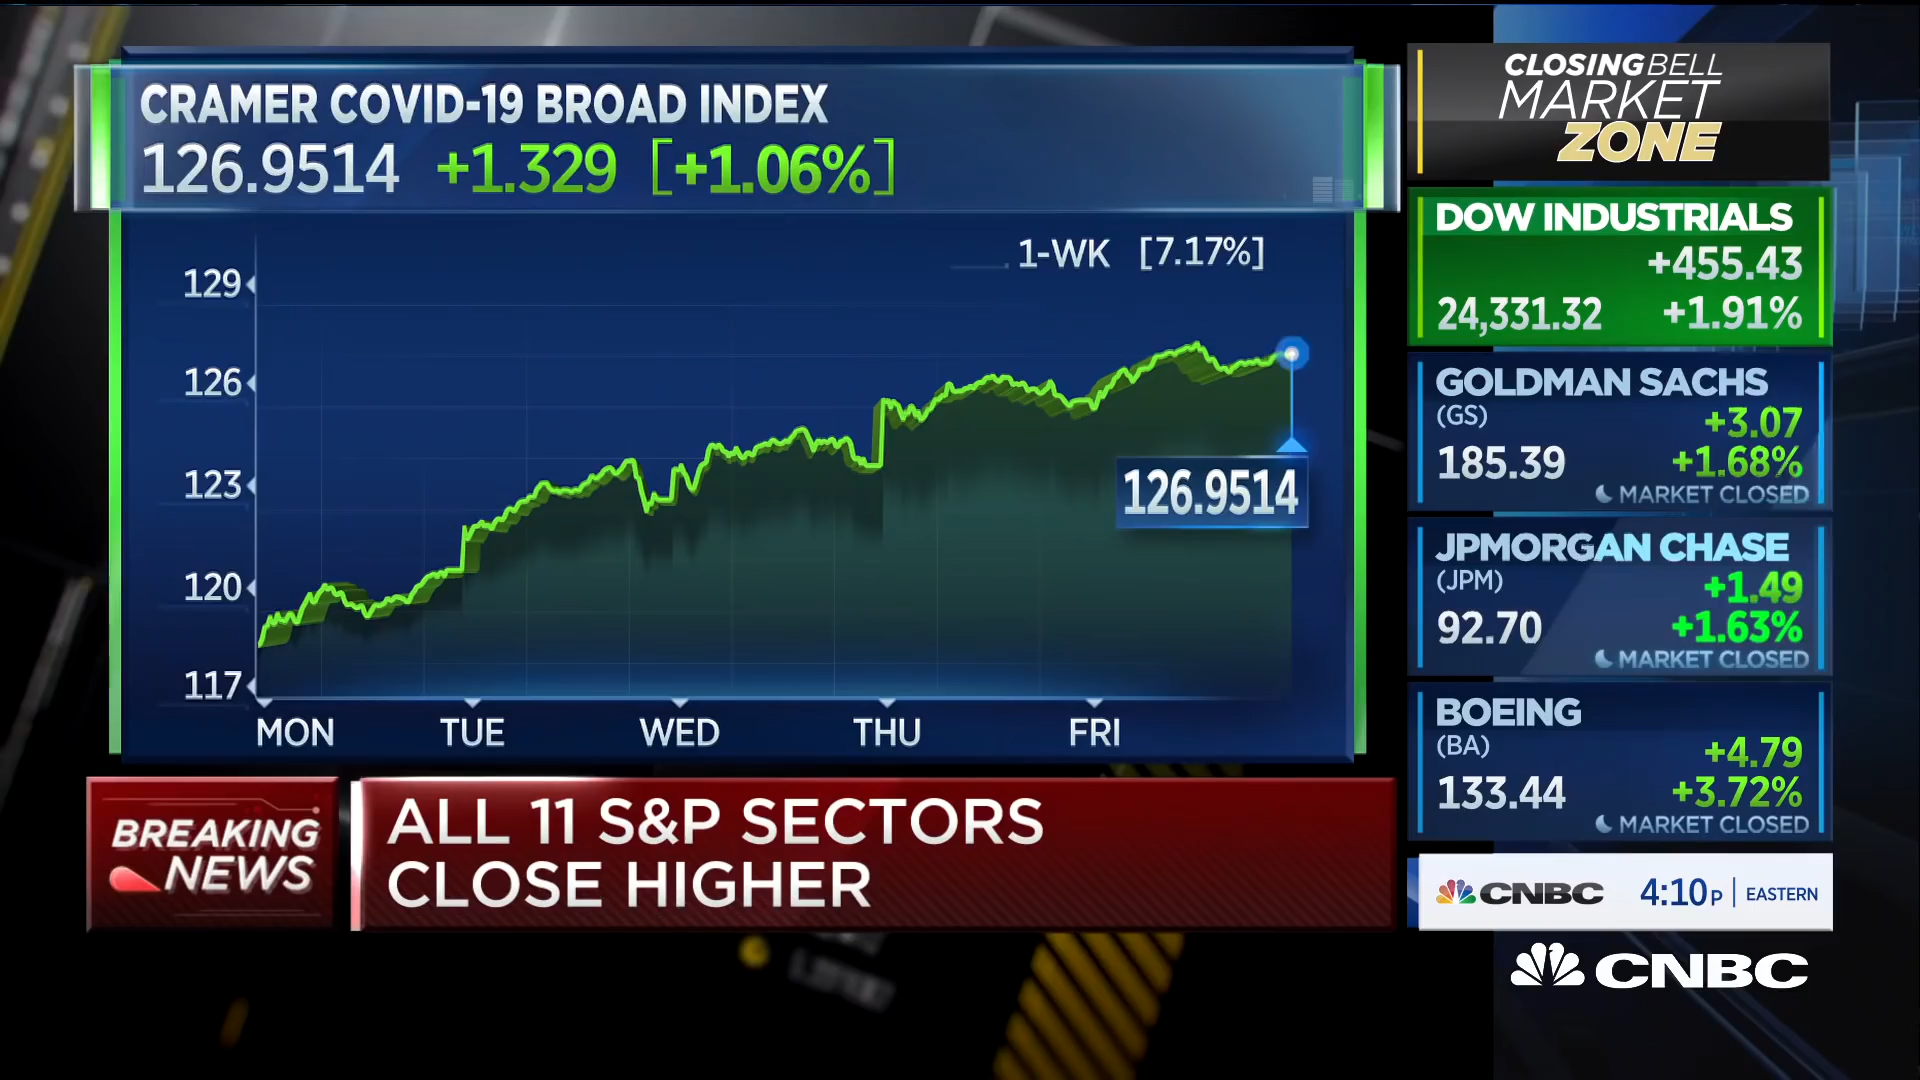 CRAMER COVID-19 BROAD INDEX
126.9514 +1.329 [+1.06%]
1-WK [7.17%]
129
126
123
120
117
126.9514
MON TUE WED THU FRI
BREAKING
NEWS
ALL 11 S&P SECTORS
CLOSE HIGHER
CLOSING BELL
MARKET
ZONE
DOW INDUSTRIALS
+455.43
24,331.32 +1.91%
GOLDMAN SACHS
(GS) +3.07
185.39 +1.68%
MARKET CLOSED
JPMORGAN CHASE
(JPM) +1.49
92.70 +1.63%
MARKET CLOSED
BOEING
(BA) +4.79
133.44 +3.72%
MARKET CLOSED
CNBC 4:10P EASTERN
CNBC